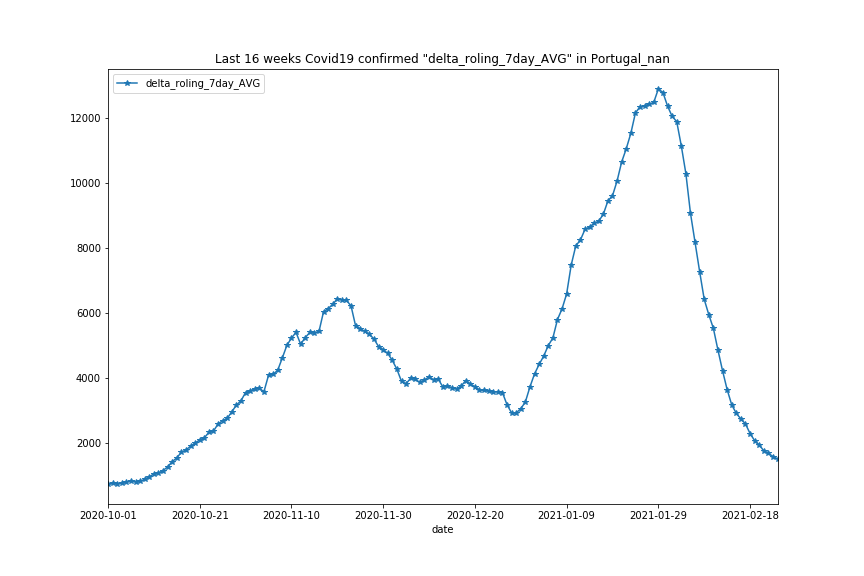 Last 16 weeks Covid19 confirmed "delta_roling_7day_AVG" in Portugal_nan
delta_roling_7day_AVG
12000
10000
8000
6000
4000
2000
2020-10-01 2020-10-21 2020-11-10 2020-11-30 2020-12-20 2021-01-09 2021-01-29 2021-02-18
date